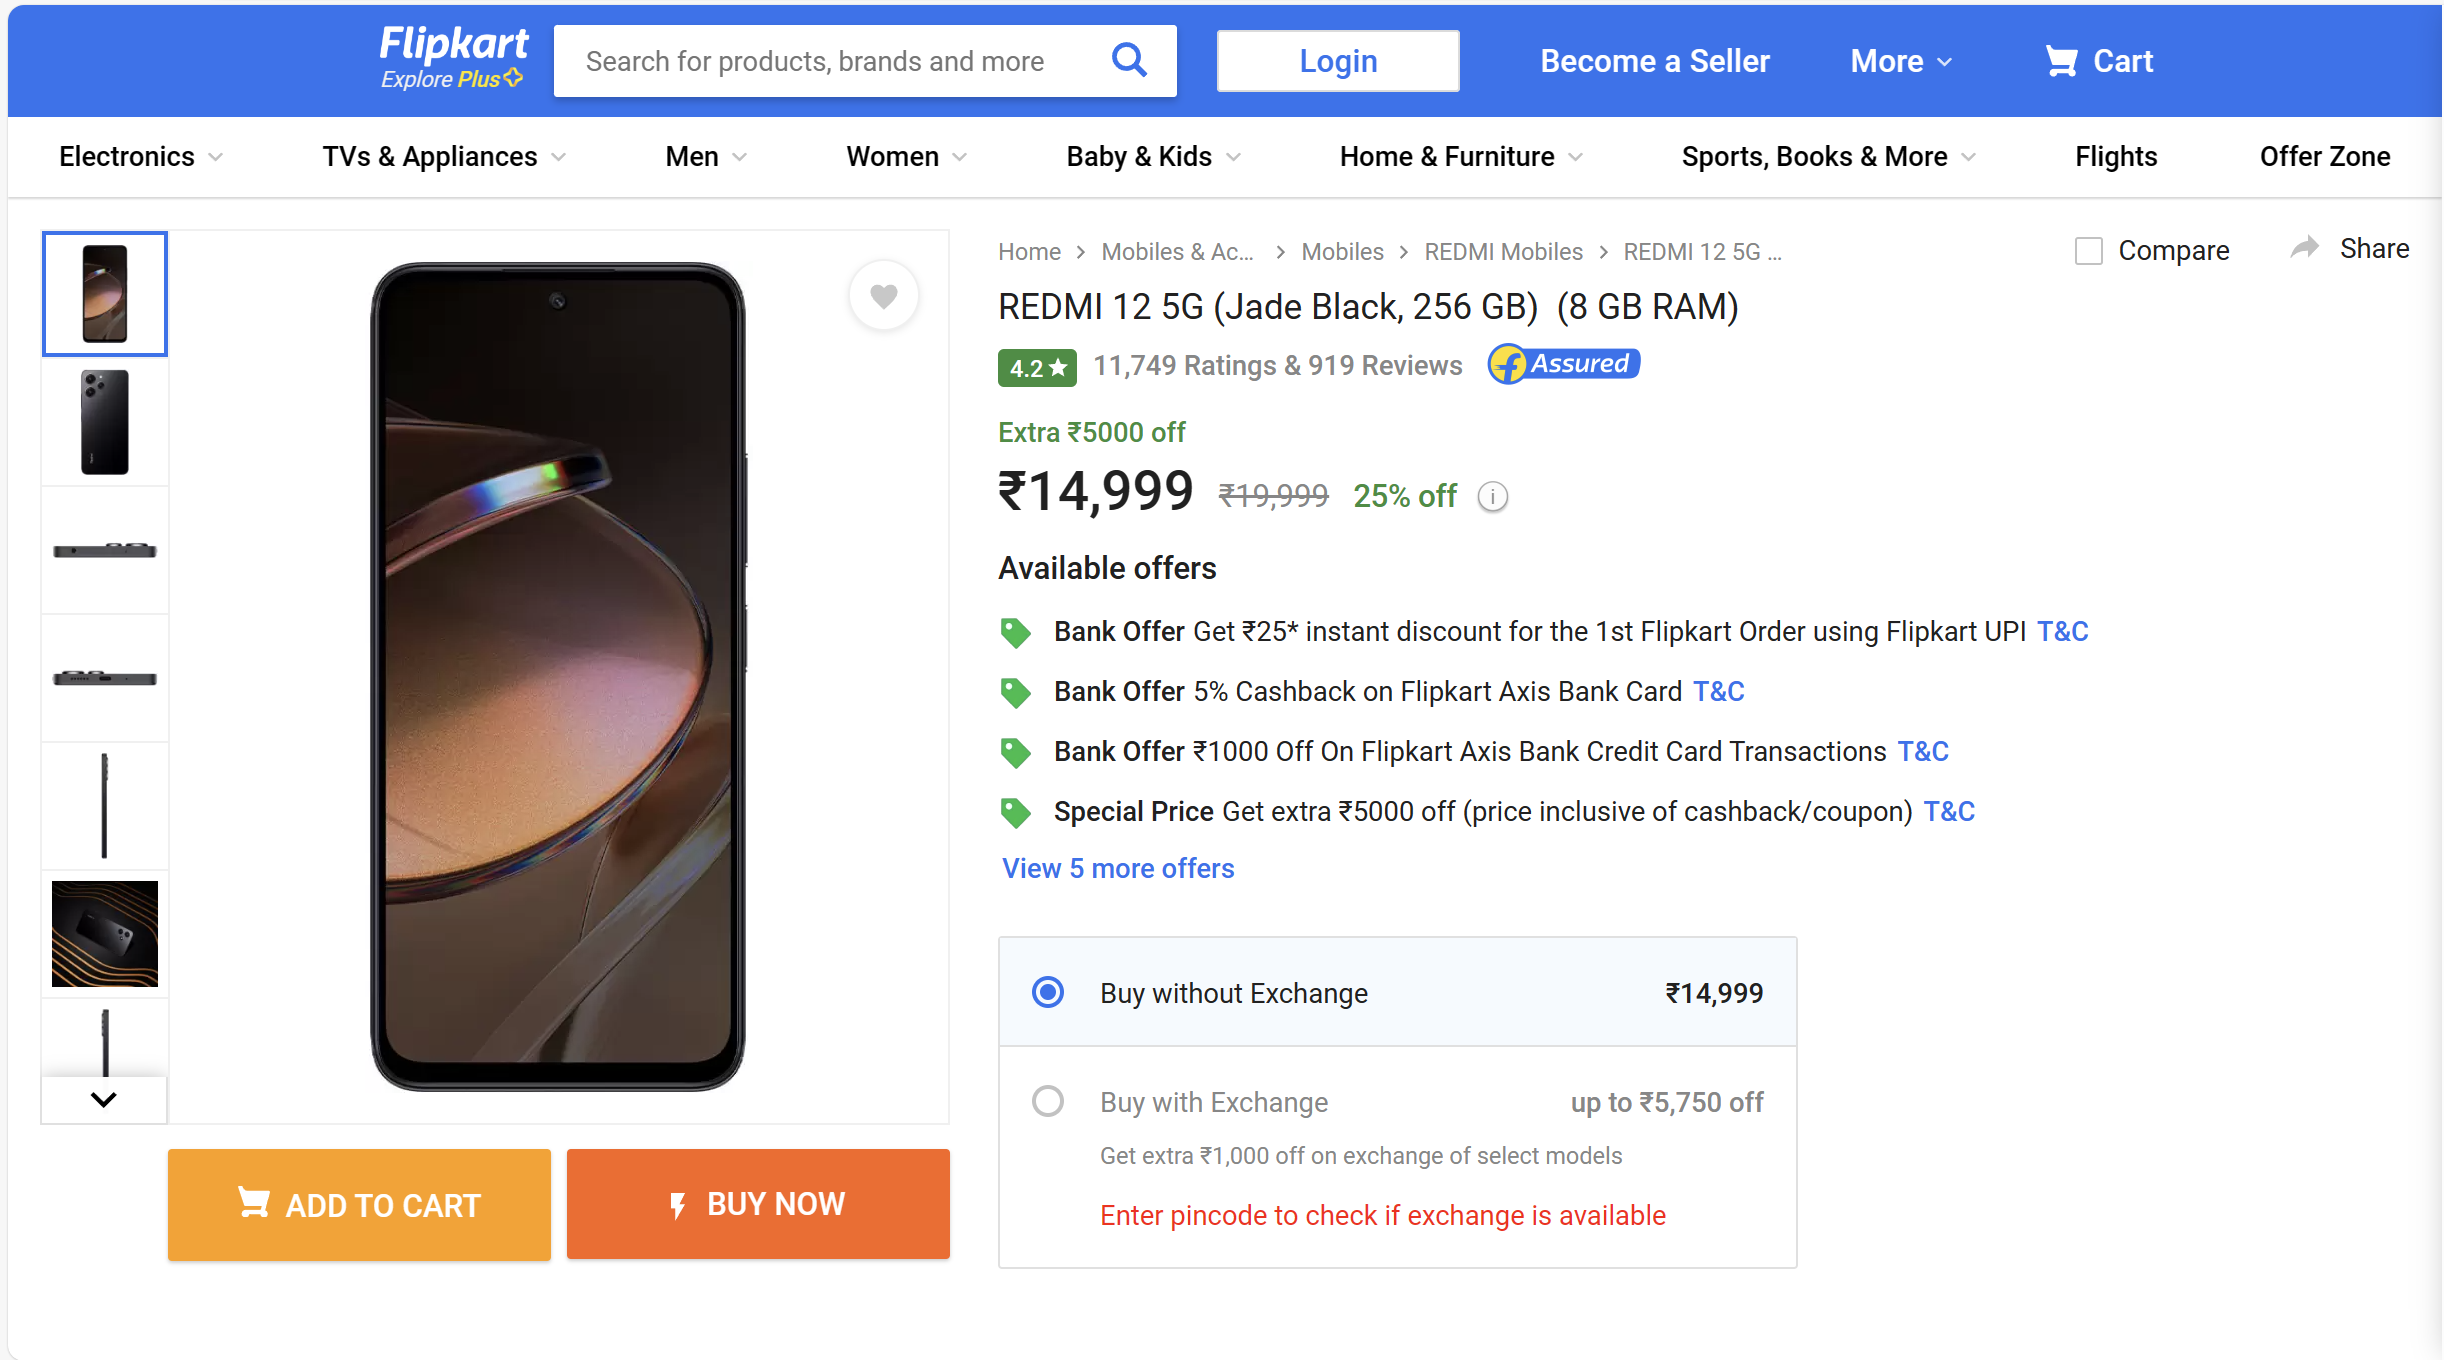 Flipkart
Explore Plus
Search for products, brands and more
Login
Become a Seller
More
Cart
Electronics
TVs & Appliances
Men
Women
Baby & Kids
Home & Furniture
Sports, Books & More
Flights
Offer Zone
Home > Mobiles & Ac... > Mobiles > REDMI Mobiles > REDMI 12 5G ...
Compare
Share
REDMI 12 5G (Jade Black, 256 GB) (8 GB RAM)
4.2★ 11,749 Ratings & 919 Reviews
f Assured
Extra ₹5000 off
₹14,999 ₹19,999 25% off i
Available offers
Bank Offer Get ₹25* instant discount for the 1st Flipkart Order using Flipkart UPI T&C
Bank Offer 5% Cashback on Flipkart Axis Bank Card T&C
Bank Offer ₹1000 Off On Flipkart Axis Bank Credit Card Transactions T&C
Special Price Get extra ₹5000 off (price inclusive of cashback/coupon) T&C
View 5 more offers
Buy without Exchange ₹14,999
Buy with Exchange up to ₹5,750 off
Get extra ₹1,000 off on exchange of select models
Enter pincode to check if exchange is available
ADD TO CART
BUY NOW